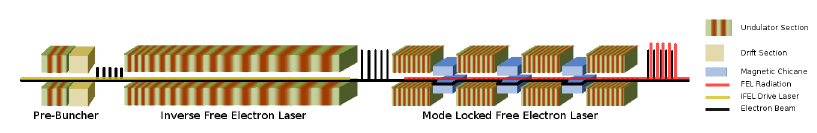 Undulator Section
Drift Section
Magnetic Chicane
FEL Radiation
IFEL Drive Laser
Electron Beam
Pre-Buncher
Inverse Free Electron Laser
Mode Locked Free Electron Laser